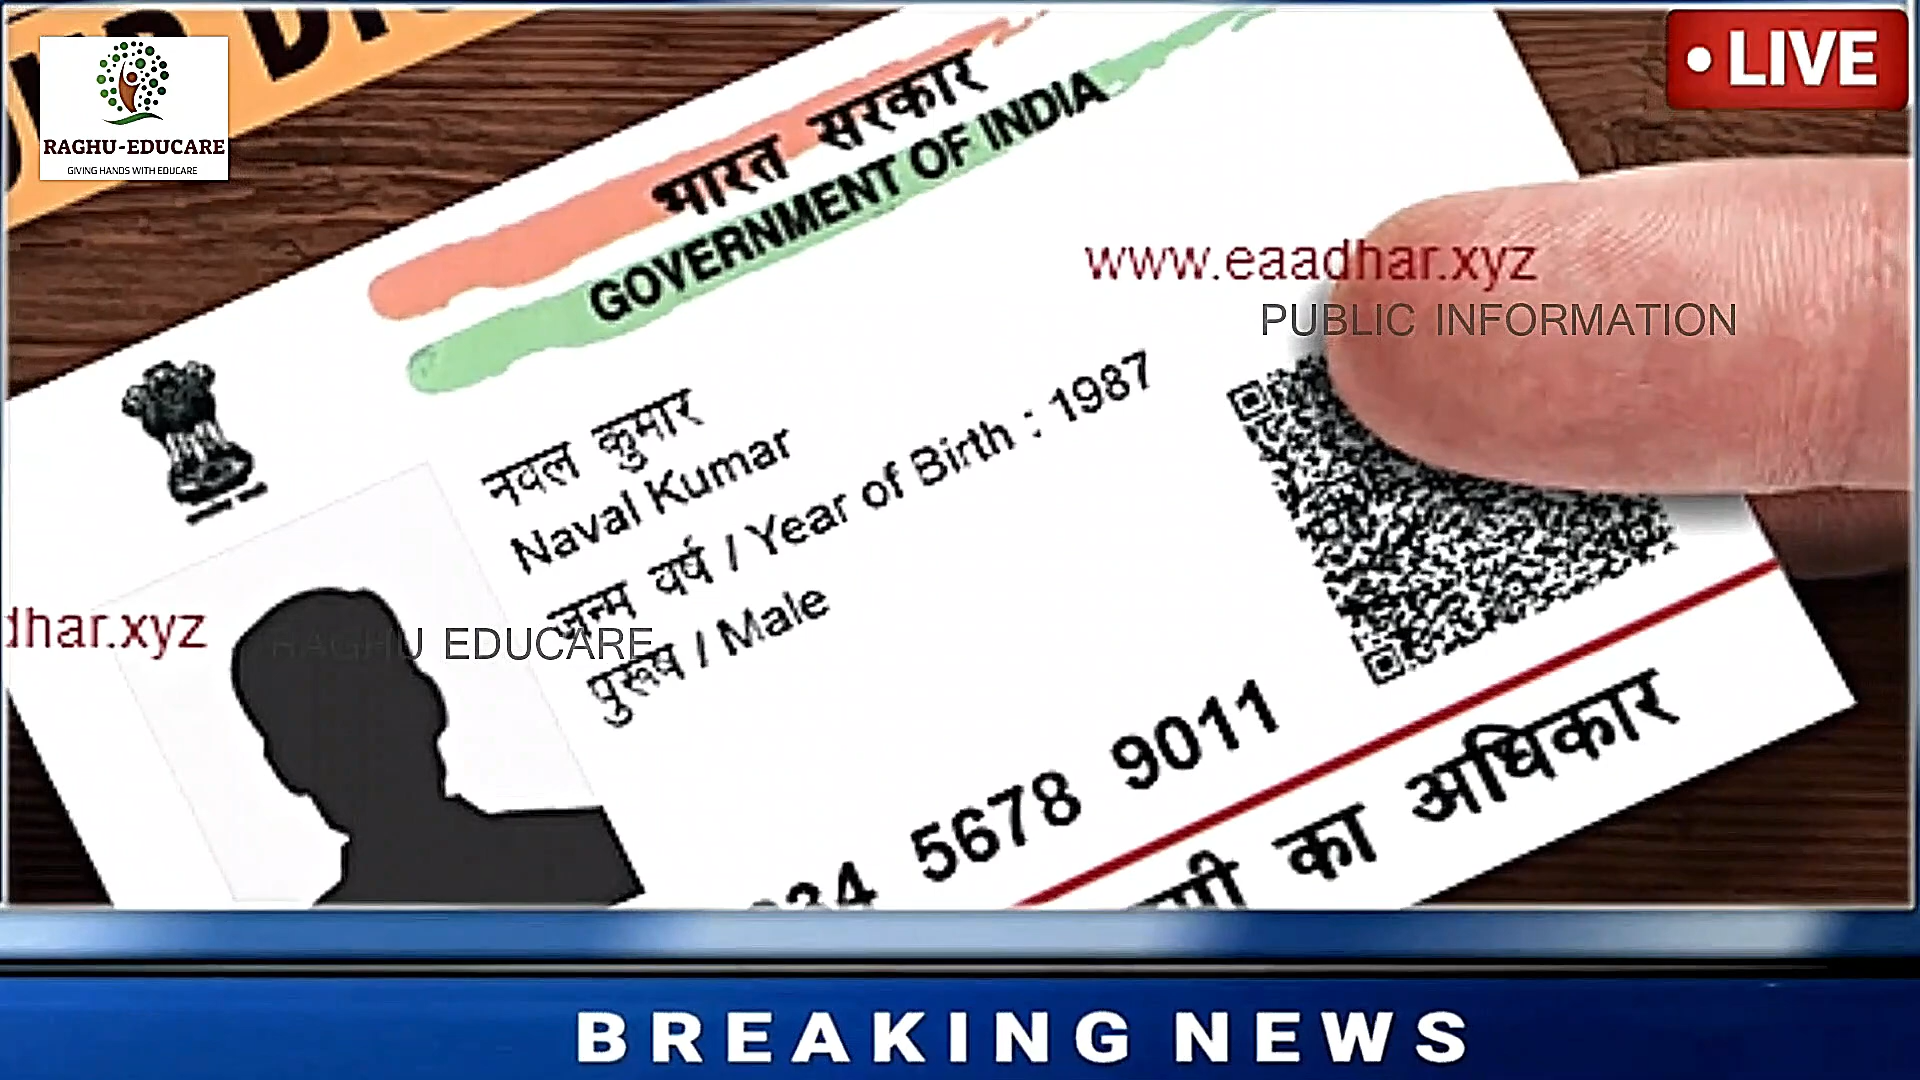 RAGHU-EDUCARE
GIVING HANDS WITH EDUCARE
LIVE
भारत सरकार
GOVERNMENT OF INDIA
www.eaadhar.xyz
PUBLIC INFORMATION
नवल कुमार
Naval Kumar
जन्म वर्ष / Year of Birth : 1987
पुरूष / Male
dhar.xyz
RAGHU EDUCARE
34 5678 9011
का अधिकार
BREAKING NEWS